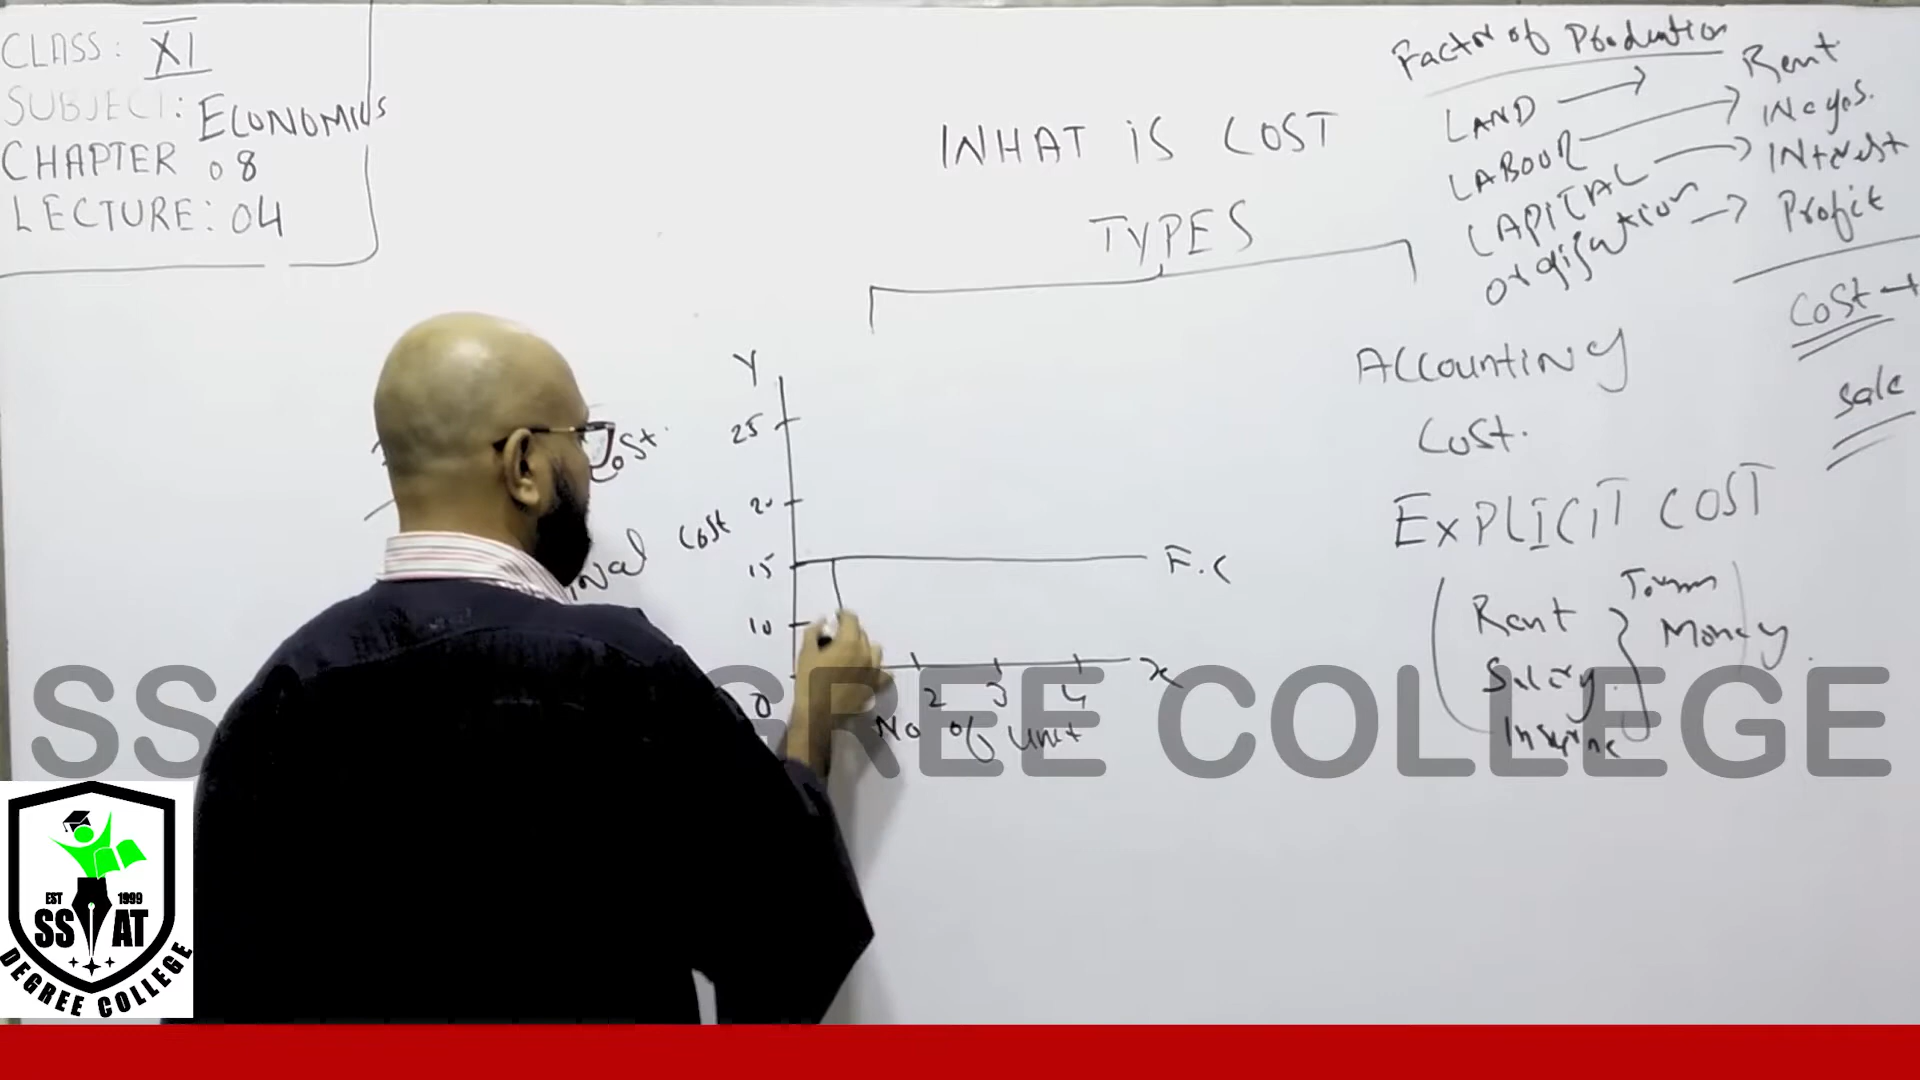 CLASS: XI
SUBJECT: ECONOMICS
CHAPTER 08
LECTURE: 04
WHAT IS COST
TYPES
Factor of Production
LAND → Rent
LABOUR → Wages.
CAPITAL → INterest
→ Profit
Cost →
Sale
ACCountiNg
Cost.
EXPLICIT COST
Rent
Salary
Money
Cost.
Cost
Y
25
20
15
10
0
F.C
2 3 4
x
No of Unit
SS DEGREE COLLEGE
EST 1999
SS AT
DEGREE COLLEGE